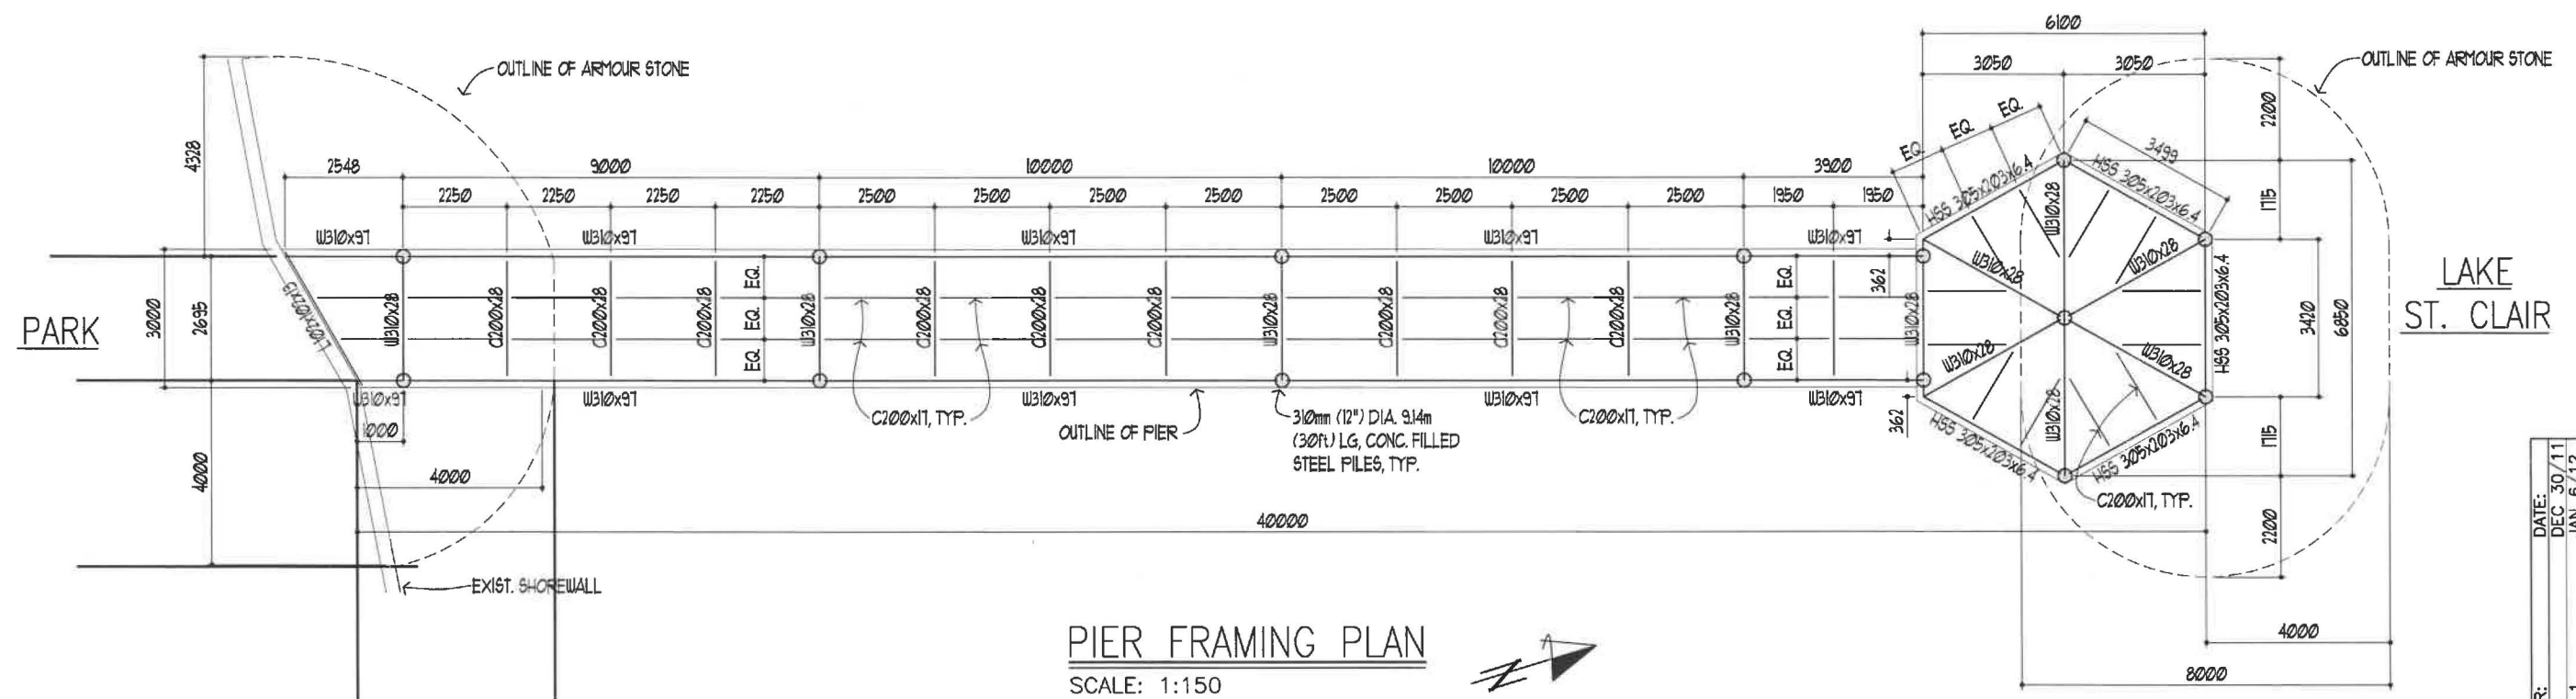 6100
OUTLINE OF ARMOUR STONE
3050
3050
OUTLINE OF ARMOUR STONE
2200
EQ.
EQ.
EQ.
4328
2548
9000
10000
10000
3900
3499
HSS 305x203x6.4
HSS 305x203x6.4
2250
2250
2250
2250
2500
2500
2500
2500
2500
2500
2500
2500
1950
1950
W310x28
1715
W310x97
W310x97
W310x97
W310x97
W310x97
362
W310x28
W310x28
LAKE
ST. CLAIR
PARK
3000
2695
L102x102x13
W310x28
C200x28
C200x28
C200x28
EQ.
EQ.
EQ.
W310x28
C200x28
C200x28
C200x28
W310x28
C200x28
C200x28
C200x28
W310x28
EQ.
EQ.
EQ.
362
W310x28
HSS 305x203x6.4
3420
6850
W310x28
W310x28
W310x28
W310x97
W310x97
W310x97
W310x97
W310x97
1000
C200x17, TYP.
OUTLINE OF PIER
310mm (12") DIA. 9.14m
(30ft) LG, CONC. FILLED
STEEL PILES, TYP.
C200x17, TYP.
HSS 305x203x6.4
HSS 305x203x6.4
1715
4000
4000
C200x17, TYP.
40000
2200
EXIST. SHOREWALL
PIER FRAMING PLAN
SCALE: 1:150
4000
8000
DATE:
DEC 30/11
JAN 6/12